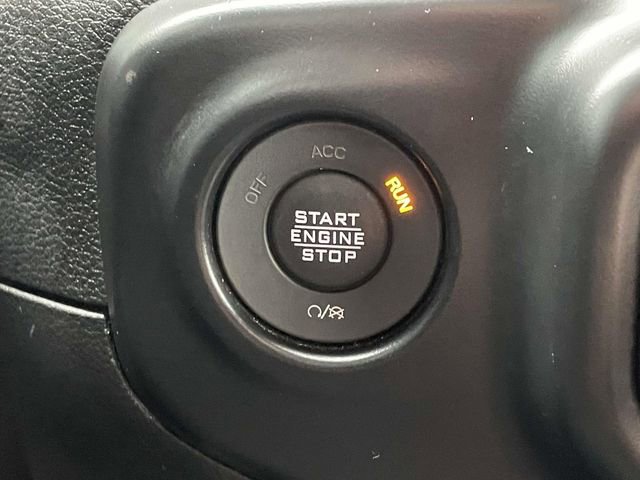 OFF
ACC
RUN
START
ENGINE
STOP